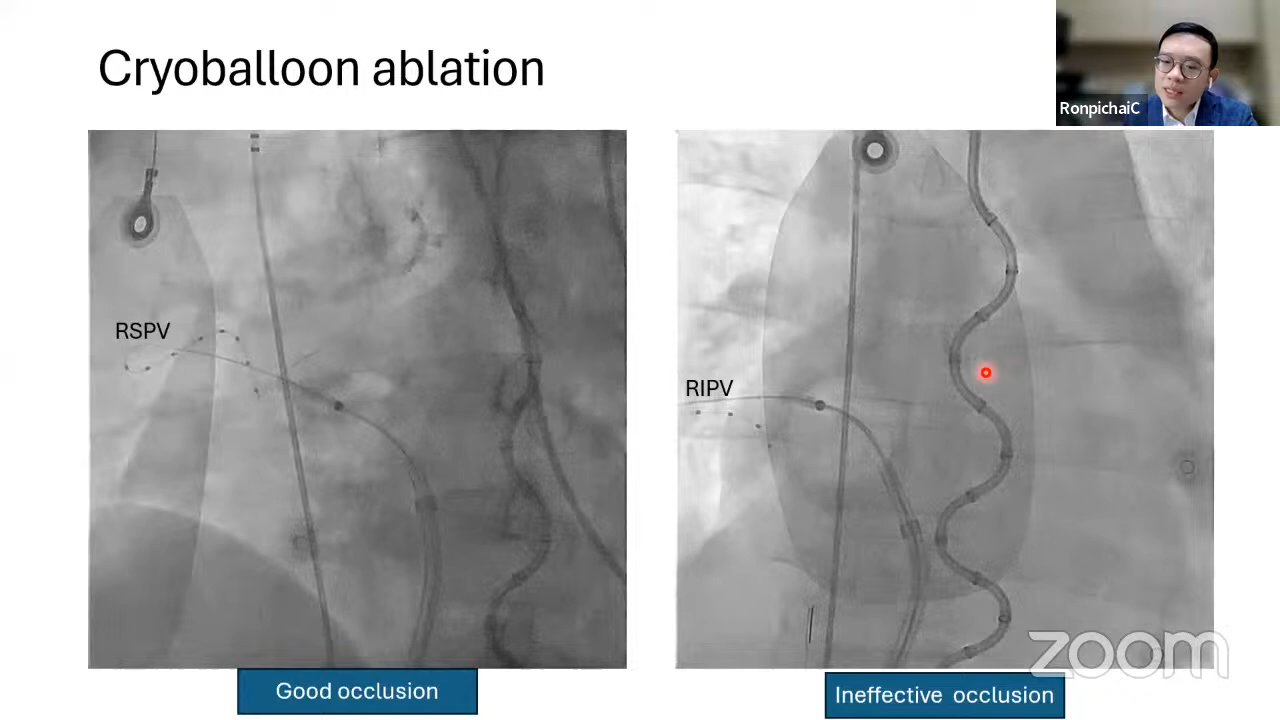 Cryoballoon ablation
RonpichaiC
RSPV
RIPV
Good occlusion
Ineffective occlusion
zoom